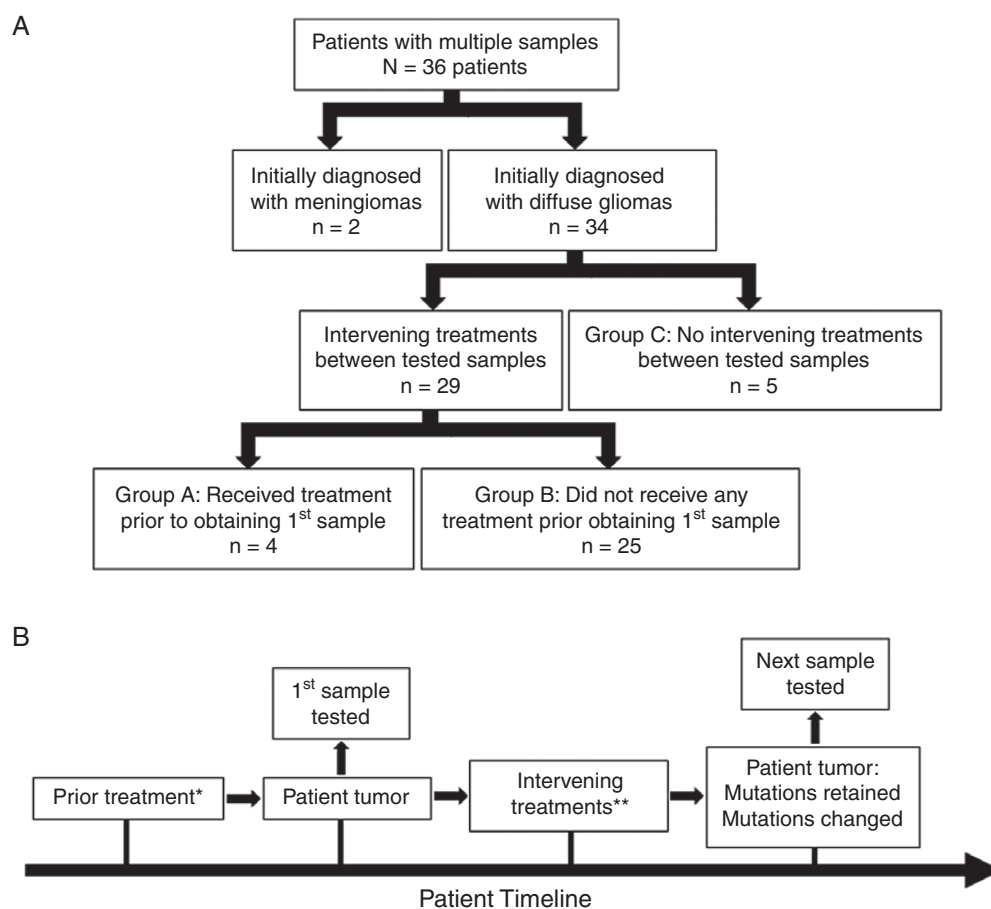 A
Patients with multiple samples
N = 36 patients
Initially diagnosed
with meningiomas
n = 2
Initially diagnosed
with diffuse gliomas
n = 34
Intervening treatments
between tested samples
n = 29
Group C: No intervening treatments
between tested samples
n = 5
Group A: Received treatment
prior to obtaining 1st sample
n = 4
Group B: Did not receive any
treatment prior obtaining 1st sample
n = 25
B
1st sample
tested
Next sample
tested
Prior treatment*
Patient tumor
Intervening
treatments**
Patient tumor:
Mutations retained
Mutations changed
Patient Timeline